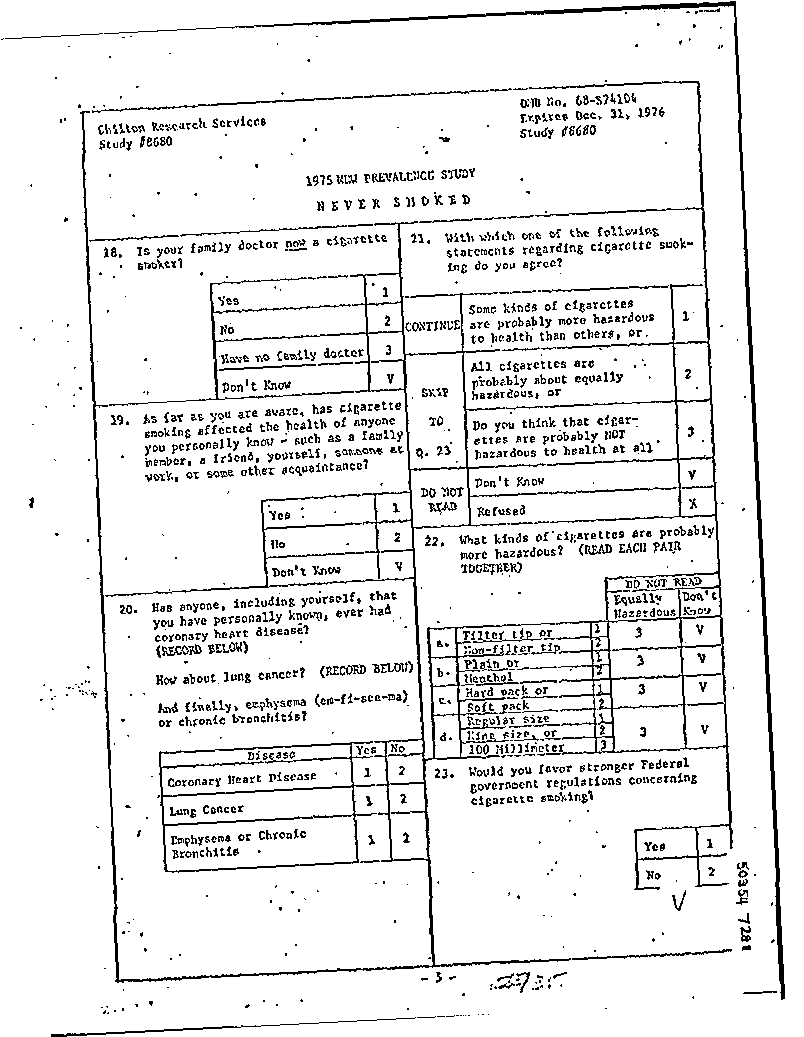 Chilton Research Services
Study #8680
OMB No. 68-S74104
Expires Dec. 31, 1976
Study #8680
1975 NEW PREVALENCE STUDY
NEVER SMOKED
18. Is your family doctor now a cigarette
smoker?
Yes 1
No 2
Have no family doctor 3
Don't Know V
19. As far as you are aware, has cigarette
smoking affected the health of anyone
you personally know - such as a family
member, a friend, yourself, someone at
work, or some other acquaintance?
Yes 1
No 2
Don't Know V
20. Has anyone, including yourself, that
you have personally known, ever had
coronary heart disease?
(RECORD BELOW)
How about lung cancer? (RECORD BELOW)
And finally, emphysema (em-fi-see-ma)
or chronic bronchitis?
Disease Yes No
Coronary Heart Disease 1 2
Lung Cancer 1 2
Emphysema or Chronic
Bronchitis 1 2
21. With which one of the following
statements regarding cigarette smok-
ing do you agree?
CONTINUE
Some kinds of cigarettes
are probably more hazardous
to health than others, or 1
SKIP
TO
Q. 23
All cigarettes are
probably about equally
hazardous, or 2
Do you think that cigar-
ettes are probably NOT
hazardous to health at all 3
DO NOT
READ
Don't Know V
Refused X
22. What kinds of cigarettes are probably
more hazardous? (READ EACH PAIR
TOGETHER)
DO NOT READ
Equally Don't
Hazardous Know
a. Filter tip or 1 3 V
Non-filter tip 2
b. Plain or 1 3 V
Menthol 2
c. Hard pack or 1 3 V
Soft pack 2
d. Regular size 1
King size, or 2 3 V
100 Millimeter 3
23. Would you favor stronger Federal
government regulations concerning
cigarette smoking?
Yes 1
No 2
V
- 3 -
50354 7281